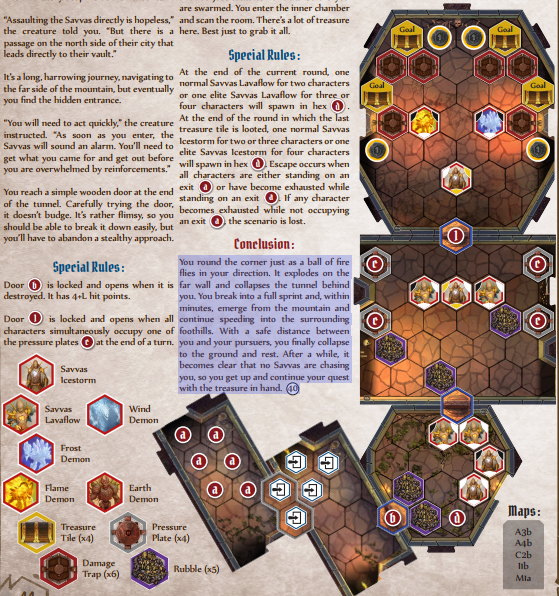 "Assaulting the Savvas directly is hopeless,"
the creature told you. "But there is a
passage on the north side of their city that
leads directly to their vault."
It's a long, harrowing journey, navigating to
the far side of the mountain, but eventually
you find the hidden entrance.
"You will need to act quickly," the creature
instructed. "As soon as you enter, the
Savvas will sound an alarm. You'll need to
get what you came for and get out before
you are overwhelmed by reinforcements."
You reach a simple wooden door at the end
of the tunnel. Carefully trying the door,
it doesn't budge. It's rather flimsy, so
you should be able to break it down easily, but
you'll have to abandon a stealthy approach.
Special Rules:
Door b is locked and opens when it is
destroyed. It has 4+L hit points.
Door 1 is locked and opens when all
characters simultaneously occupy one of
the pressure plates c at the end of a turn.
Savvas
Icestorm
Savvas
Lavaflow
Wind
Demon
Frost
Demon
Flame
Demon
Earth
Demon
Treasure
Tile (x4)
Pressure
Plate (x4)
Damage
Trap (x6)
Rubble (x5)
are swarmed. You enter the inner chamber
and scan the room. There's a lot of treasure
here. Best just to grab it all.
Special Rules:
At the end of the current round, one
normal Savvas Lavaflow for two characters
or one elite Savvas Lavaflow for three or
four characters will spawn in hex d.
At the end of the round in which the last
treasure tile is looted, one normal Savvas
Icestorm for two or three characters or one
elite Savvas Icestorm for four characters
will spawn in hex d. Escape occurs when
all characters are either standing on an
exit a or have become exhausted while
standing on an exit a. If any character
becomes exhausted while not occupying
an exit a, the scenario is lost.
Conclusion:
You round the corner just as a ball of fire
flies in your direction. It explodes on
the far wall and collapses the tunnel behind
you. You break into a full sprint and, within
minutes, emerge from the mountain and
continue speeding into the surrounding
foothills. With a safe distance between
you and your pursuers, you finally collapse
to the ground and rest. After a while, it
becomes clear that no Savvas are chasing
you, so you get up and continue your quest
with the treasure in hand. 40
Goal
Goal
Goal
Goal
1
c
c
c
c
a
a
a
a
a
a
b
d
Maps:
A3b
A4b
C2b
I1b
M1a